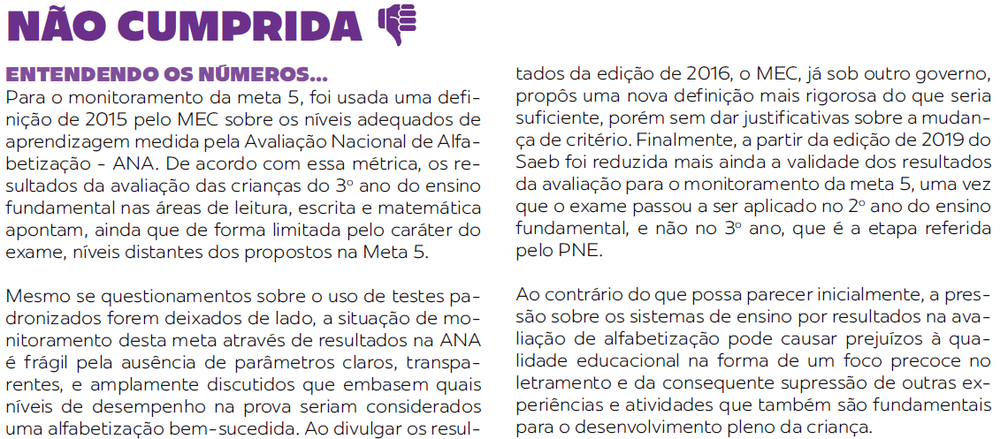 NÃO CUMPRIDA
ENTENDENDO OS NÚMEROS...
Para o monitoramento da meta 5, foi usada uma defi-
nição de 2015 pelo MEC sobre os níveis adequados de
aprendizagem medida pela Avaliação Nacional de Alfa-
betização - ANA. De acordo com essa métrica, os re-
sultados da avaliação das crianças do 3º ano do ensino
fundamental nas áreas de leitura, escrita e matemática
apontam, ainda que de forma limitada pelo caráter do
exame, níveis distantes dos propostos na Meta 5.
Mesmo se questionamentos sobre o uso de testes pa-
dronizados forem deixados de lado, a situação de mo-
nitoramento desta meta através de resultados na ANA
é frágil pela ausência de parâmetros claros, transpa-
rentes, e amplamente discutidos que embasem quais
níveis de desempenho na prova seriam considerados
uma alfabetização bem-sucedida. Ao divulgar os resul-
tados da edição de 2016, o MEC, já sob outro governo,
propôs uma nova definição mais rigorosa do que seria
suficiente, porém sem dar justificativas sobre a mudan-
ça de critério. Finalmente, a partir da edição de 2019 do
Saeb foi reduzida mais ainda a validade dos resultados
da avaliação para o monitoramento da meta 5, uma vez
que o exame passou a ser aplicado no 2º ano do ensino
fundamental, e não no 3º ano, que é a etapa referida
pelo PNE.
Ao contrário do que possa parecer inicialmente, a pres-
são sobre os sistemas de ensino por resultados na ava-
liação de alfabetização pode causar prejuízos à qua-
lidade educacional na forma de um foco precoce no
letramento e da consequente supressão de outras ex-
periências e atividades que também são fundamentais
para o desenvolvimento pleno da criança.